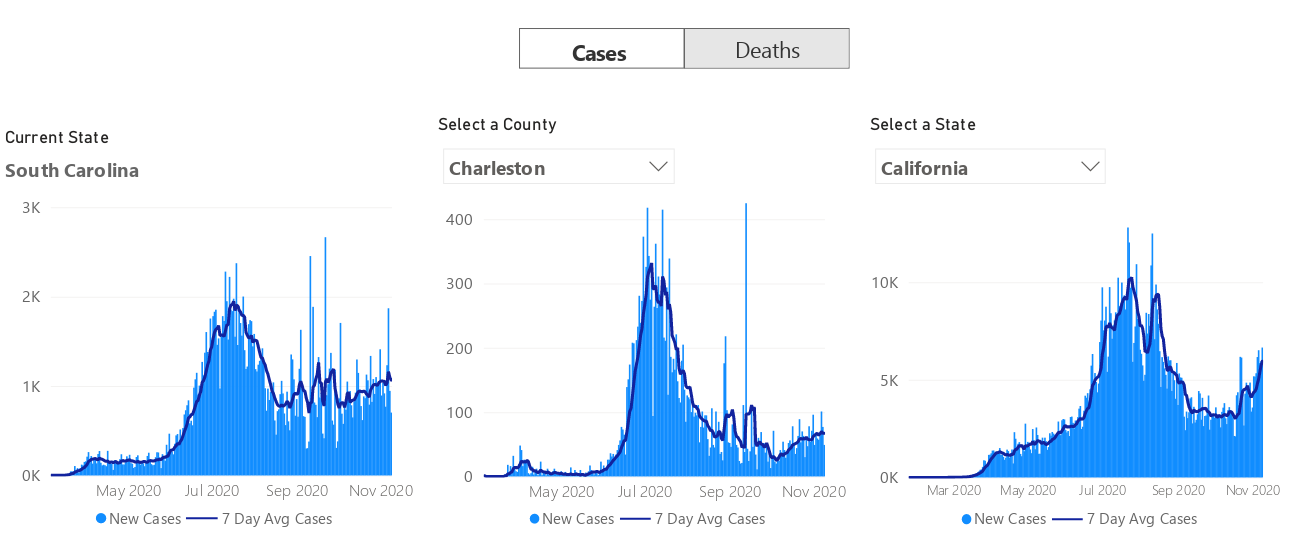 Cases Deaths
Current State
South Carolina
3K
2K
1K
0K
May 2020 Jul 2020 Sep 2020 Nov 2020
New Cases 7 Day Avg Cases
Select a County
Charleston
400
300
200
100
0
May 2020 Jul 2020 Sep 2020 Nov 2020
New Cases 7 Day Avg Cases
Select a State
California
10K
5K
0K
Mar 2020 May 2020 Jul 2020 Sep 2020 Nov 2020
New Cases 7 Day Avg Cases